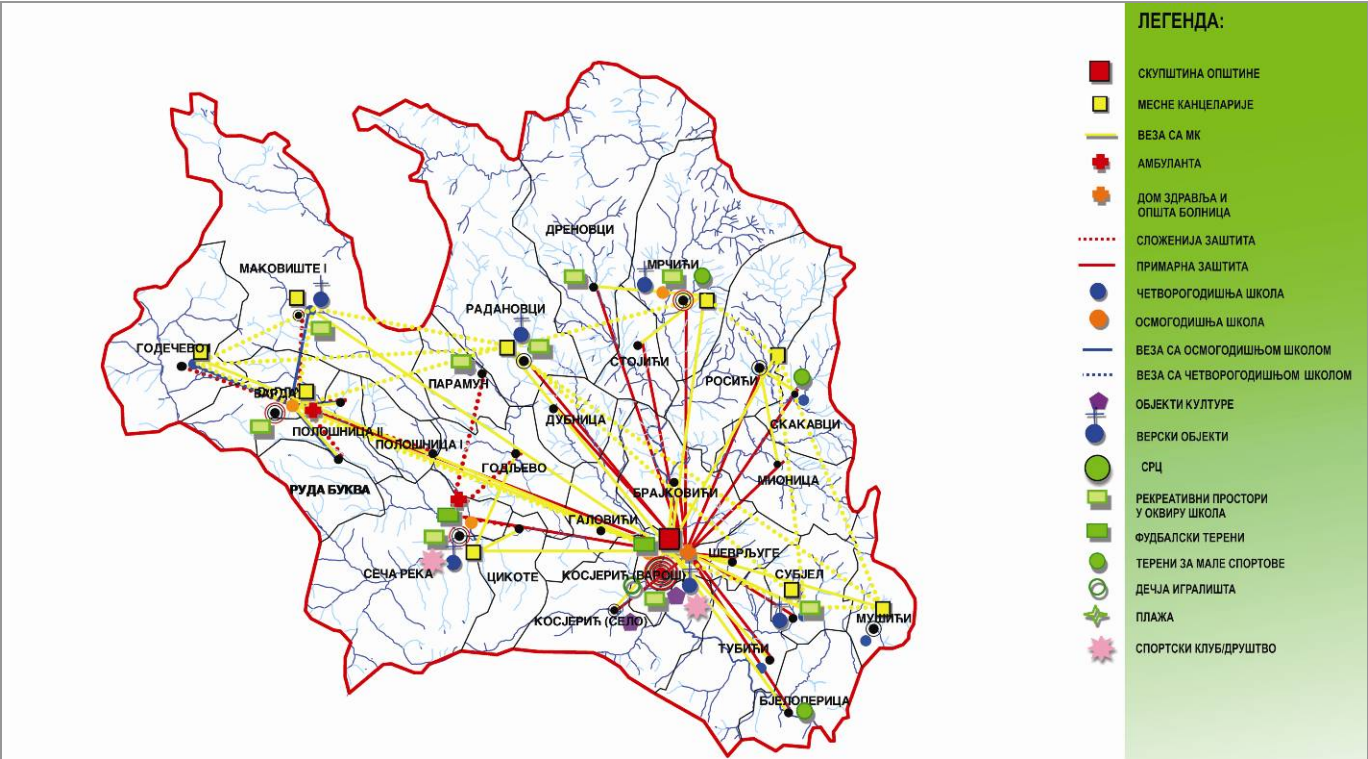 ЛЕГЕНДА:
СКУПШТИНА ОПШТИНЕ
МЕСНЕ КАНЦЕЛАРИЈЕ
ВЕЗА СА МК
АМБУЛАНТА
ДОМ ЗДРАВЉА И
ОПШТА БОЛНИЦА
СЛОЖЕНИЈА ЗАШТИТА
ПРИМАРНА ЗАШТИТА
ЧЕТВОРОГОДИШЊА ШКОЛА
ОСМОГОДИШЊА ШКОЛА
ВЕЗА СА ОСМОГОДИШЊОМ ШКОЛОМ
ВЕЗА СА ЧЕТВОРОГОДИШЊОМ ШКОЛОМ
ОБЈЕКТИ КУЛТУРЕ
ВЕРСКИ ОБЈЕКТИ
СРЦ
РЕКРЕАТИВНИ ПРОСТОРИ
У ОКВИРУ ШКОЛА
ФУДБАЛСКИ ТЕРЕНИ
ТЕРЕНИ ЗА МАЛЕ СПОРТОВЕ
ДЕЧЈА ИГРАЛИШТА
ПЛАЖА
СПОРТСКИ КЛУБ/ДРУШТВО
ДРЕНОВЦИ
МРЧИЋИ
МАКОВИШТЕ I
РАДАНОВЦИ
ГОДЕЧЕВО I
СТОЈИЋИ
РОСИЋИ
ПАРАМУН
ВАРДА
ДУБНИЦА
СКАКАВЦИ
ПОЛОШНИЦА II
ПОЛОШНИЦА I
ГОДЉЕВО
МИОНИЦА
РУДА БУКВА
БРАЈКОВИЋИ
ГАЛОВИЋИ
ШЕВРЉУГЕ
СЕЧА РЕКА
ЦИКОТЕ
КОСЈЕРИЋ (ВАРОШ)
СУБЈЕЛ
КОСЈЕРИЋ (СЕЛО)
МУШИЋИ
ТУБИЋИ
БЈЕЛОПЕРИЦА